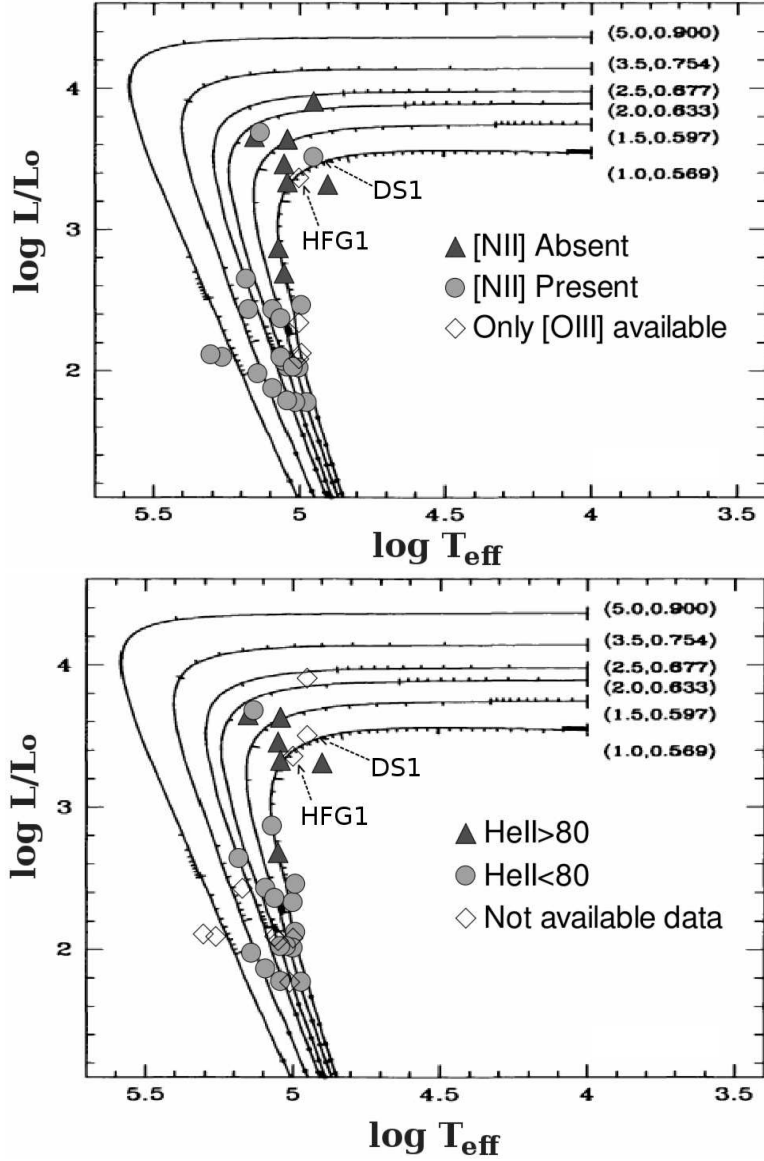 (5.0,0.900)
(3.5,0.754)
(2.5,0.677)
(2.0,0.633)
(1.5,0.597)
(1.0,0.569)
DS1
HFG1
[NII] Absent
[NII] Present
Only [OIII] available
4
3
2
log L/Lo
5.5 5 4.5 4 3.5
log Teff
(5.0,0.900)
(3.5,0.754)
(2.5,0.677)
(2.0,0.633)
(1.5,0.597)
(1.0,0.569)
DS1
HFG1
HeII>80
HeII<80
Not available data
4
3
2
log L/Lo
5.5 5 4.5 4 3.5
log Teff